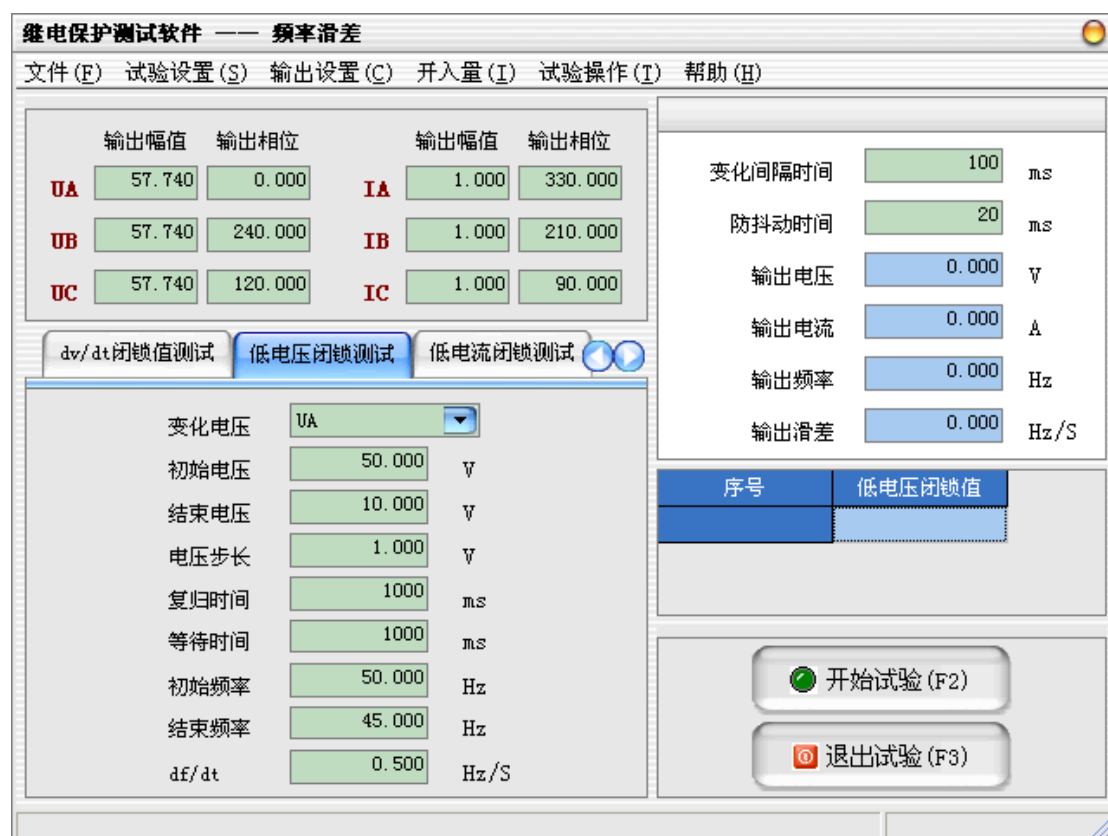 继电保护测试软件 —— 频率滑差
文件(F) 试验设置(S) 输出设置(C) 开入量(I) 试验操作(T) 帮助(H)
输出幅值 输出相位 输出幅值 输出相位
UA 57.740 0.000 IA 1.000 330.000
UB 57.740 240.000 IB 1.000 210.000
UC 57.740 120.000 IC 1.000 90.000
dv/dt闭锁值测试 低电压闭锁测试 低电流闭锁测试
变化电压 UA
初始电压 50.000 V
结束电压 10.000 V
电压步长 1.000 V
复归时间 1000 ms
等待时间 1000 ms
初始频率 50.000 Hz
结束频率 45.000 Hz
df/dt 0.500 Hz/S
变化间隔时间 100 ms
防抖动时间 20 ms
输出电压 0.000 V
输出电流 0.000 A
输出频率 0.000 Hz
输出滑差 0.000 Hz/S
序号 低电压闭锁值
开始试验(F2)
退出试验(F3)